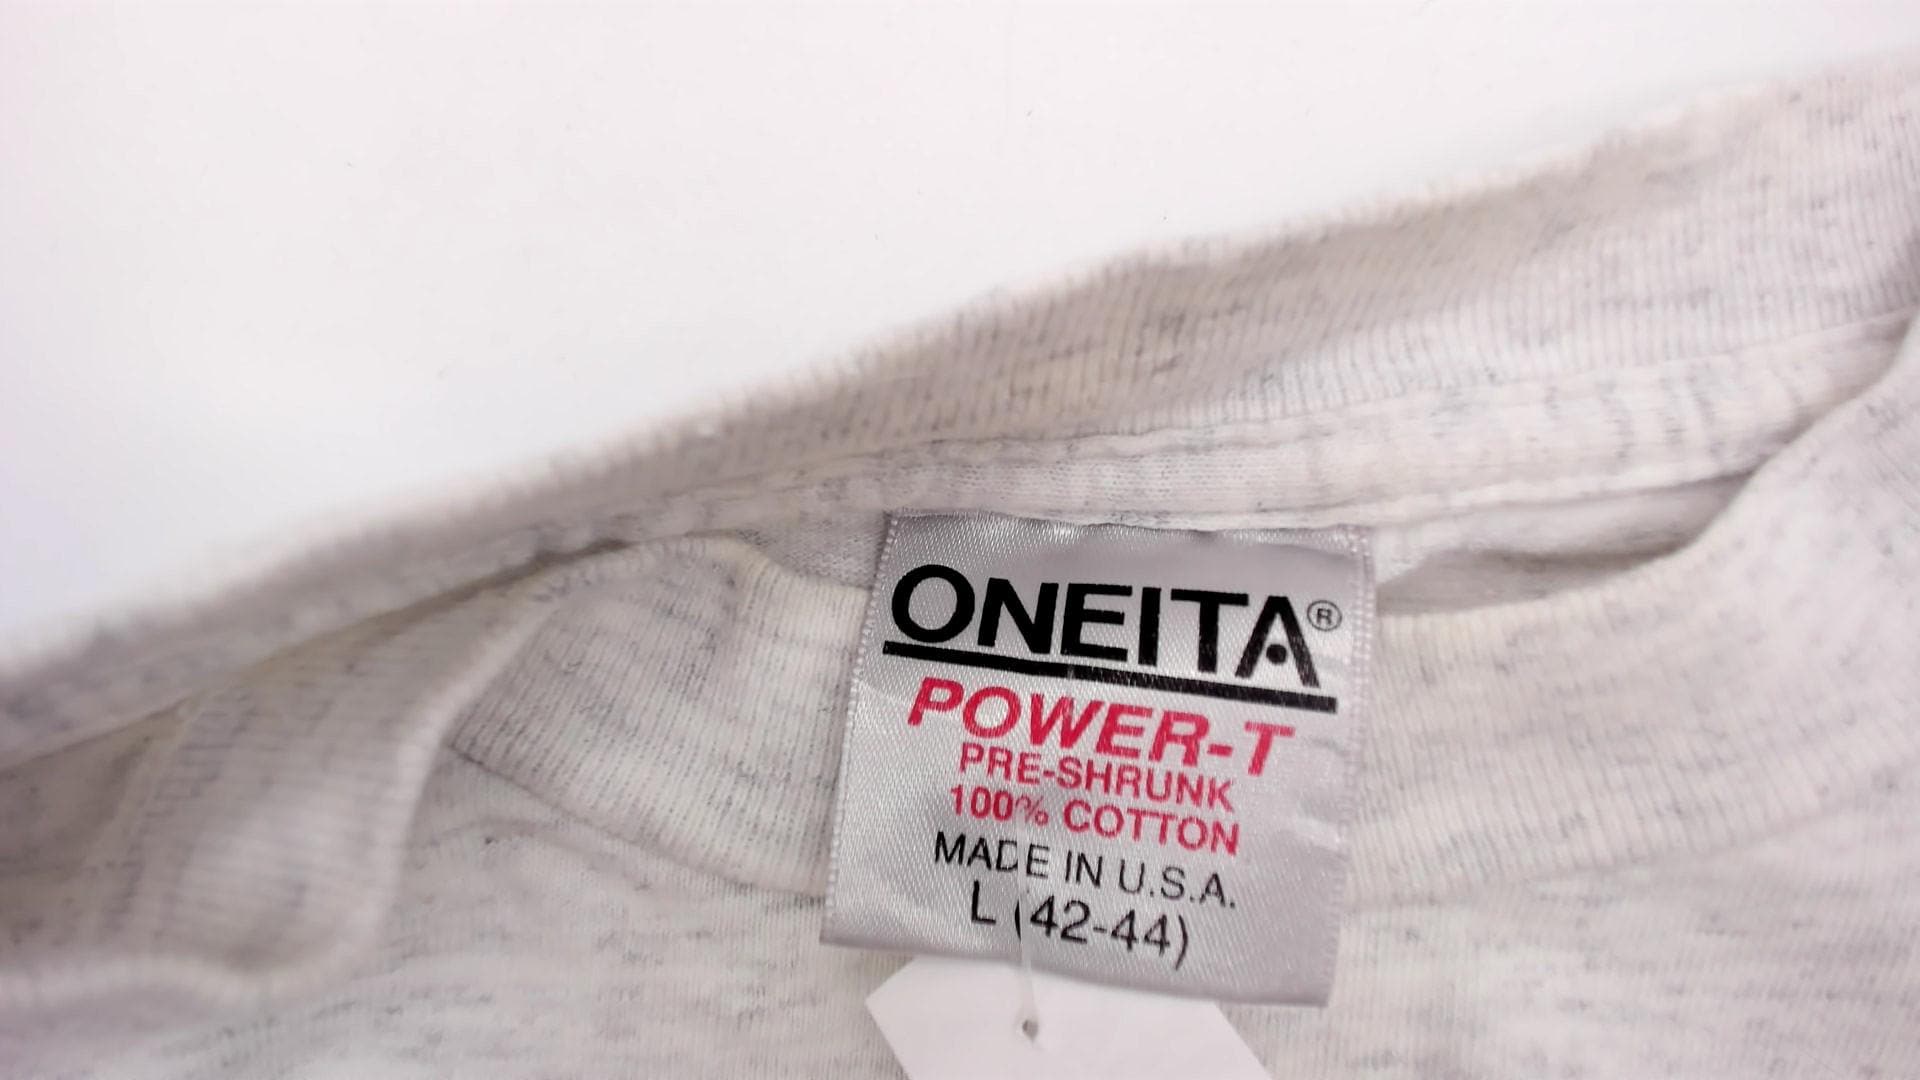 ONEITA®
POWER-T
PRE-SHRUNK
100% COTTON
MADE IN U.S.A.
L (42-44)